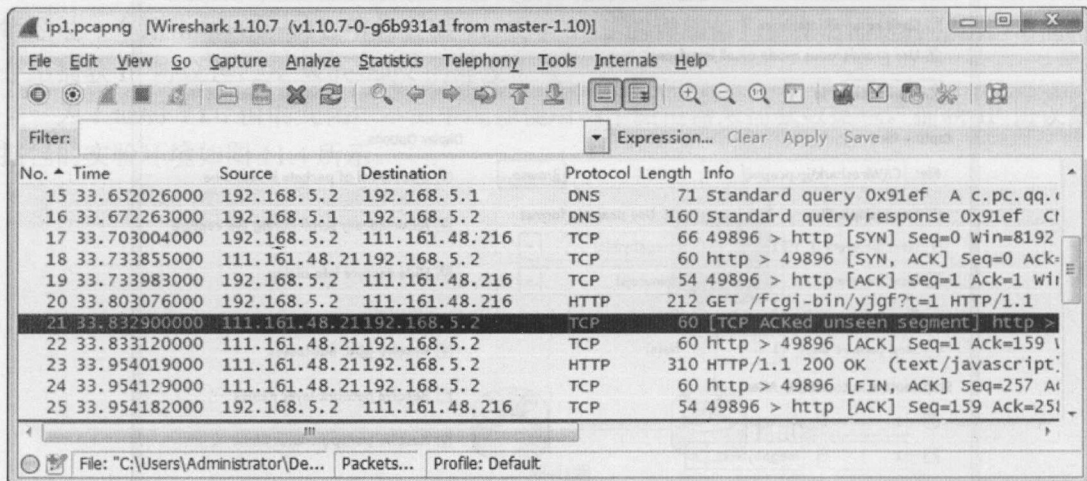 ip1.pcapng [Wireshark 1.10.7 (v1.10.7-0-g6b931a1 from master-1.10)]
File Edit View Go Capture Analyze Statistics Telephony Tools Internals Help
Filter: Expression... Clear Apply Save
No. Time Source Destination Protocol Length Info
15 33.652026000 192.168.5.2 192.168.5.1 DNS 71 Standard query 0x91ef A c.pc.qq.
16 33.672263000 192.168.5.1 192.168.5.2 DNS 160 Standard query response 0x91ef
17 33.703004000 192.168.5.2 111.161.48.216 TCP 66 49896 > http [SYN] Seq=0 Win=8192
18 33.733855000 111.161.48.21 192.168.5.2 TCP 60 http > 49896 [SYN, ACK] Seq=0 Ack=
19 33.733983000 192.168.5.2 111.161.48.216 TCP 54 49896 > http [ACK] Seq=1 Ack=1
20 33.803076000 192.168.5.2 111.161.48.216 HTTP 212 GET /fcgi-bin/yjgf?t=1 HTTP/1.1
21 33.832900000 111.161.48.21 192.168.5.2 TCP 60 [TCP ACKed unseen segment] http >
22 33.833120000 111.161.48.21 192.168.5.2 TCP 60 http > 49896 [ACK] Seq=1 Ack=159
23 33.954019000 111.161.48.21 192.168.5.2 HTTP 310 HTTP/1.1 200 OK (text/javascript)
24 33.954129000 111.161.48.21 192.168.5.2 TCP 60 http > 49896 [FIN, ACK] Seq=257
25 33.954182000 192.168.5.2 111.161.48.216 TCP 54 49896 > http [ACK] Seq=159 Ack=258
File: "C:\Users\Administrator\De... Packets... Profile: Default